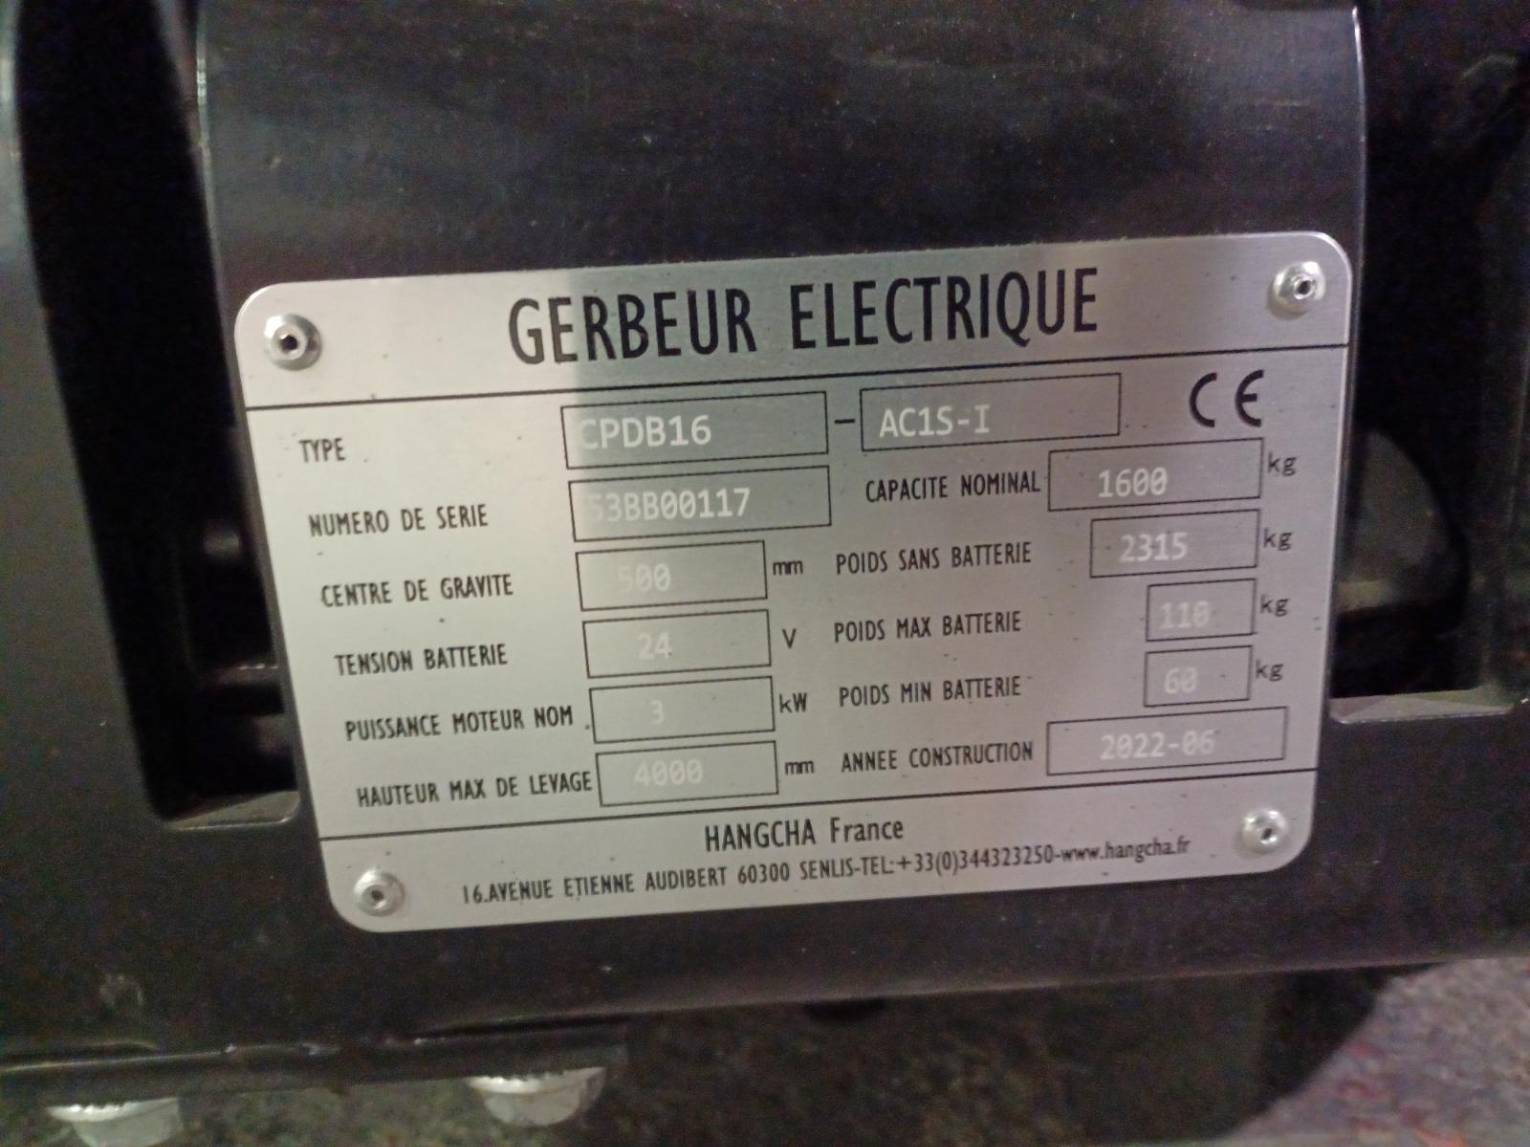 GERBEUR ELECTRIQUE
TYPE CPDB16 - AC1S-I CE
NUMERO DE SERIE 53BB00117 CAPACITE NOMINAL 1600 kg
CENTRE DE GRAVITE 500 mm POIDS SANS BATTERIE 2315 kg
TENSION BATTERIE 24 V POIDS MAX BATTERIE 110 kg
PUISSANCE MOTEUR NOM. 3 kW POIDS MIN BATTERIE 60 kg
HAUTEUR MAX DE LEVAGE 4000 mm ANNEE CONSTRUCTION 2022-06
HANGCHA France
16.AVENUE ETIENNE AUDIBERT 60300 SENLIS-TEL:+33(0)344323250-www.hangcha.fr